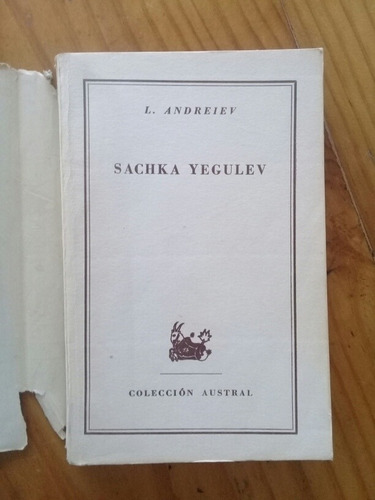 L. ANDREIEV
SACHKA YEGULEV
COLECCIÓN AUSTRAL